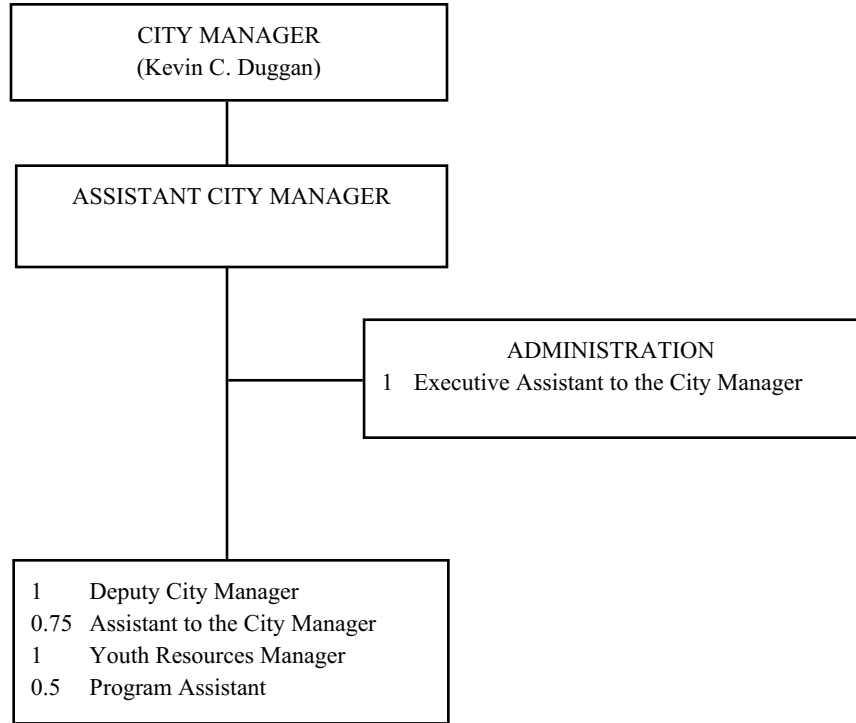 CITY MANAGER
(Kevin C. Duggan)
ASSISTANT CITY MANAGER
ADMINISTRATION
1 Executive Assistant to the City Manager
1 Deputy City Manager
0.75 Assistant to the City Manager
1 Youth Resources Manager
0.5 Program Assistant